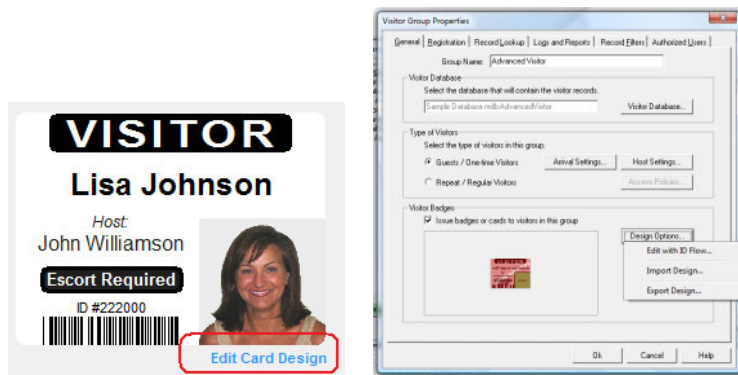 VISITOR
Lisa Johnson
Host:
John Williamson
Escort Required
ID #222000
Edit Card Design
Visitor Group Properties
General Registration Record Lookup Logs and Reports Record Filters Authorized Users
Group Name: Advanced Visitor
Visitor Database
Select the database that will contain the visitor records.
Sample Database.mdb:AdvancedVisitor Visitor Database...
Type of Visitors
Select the type of visitors in this group.
Guests / One-time Visitors Arrival Settings... Host Settings...
Repeat / Regular Visitors Access Policies...
Visitor Badges
Issue badges or cards to visitors in this group
Design Options...
Edit with ID Flow...
Import Design...
Export Design...
VISITOR
Ok Cancel Help